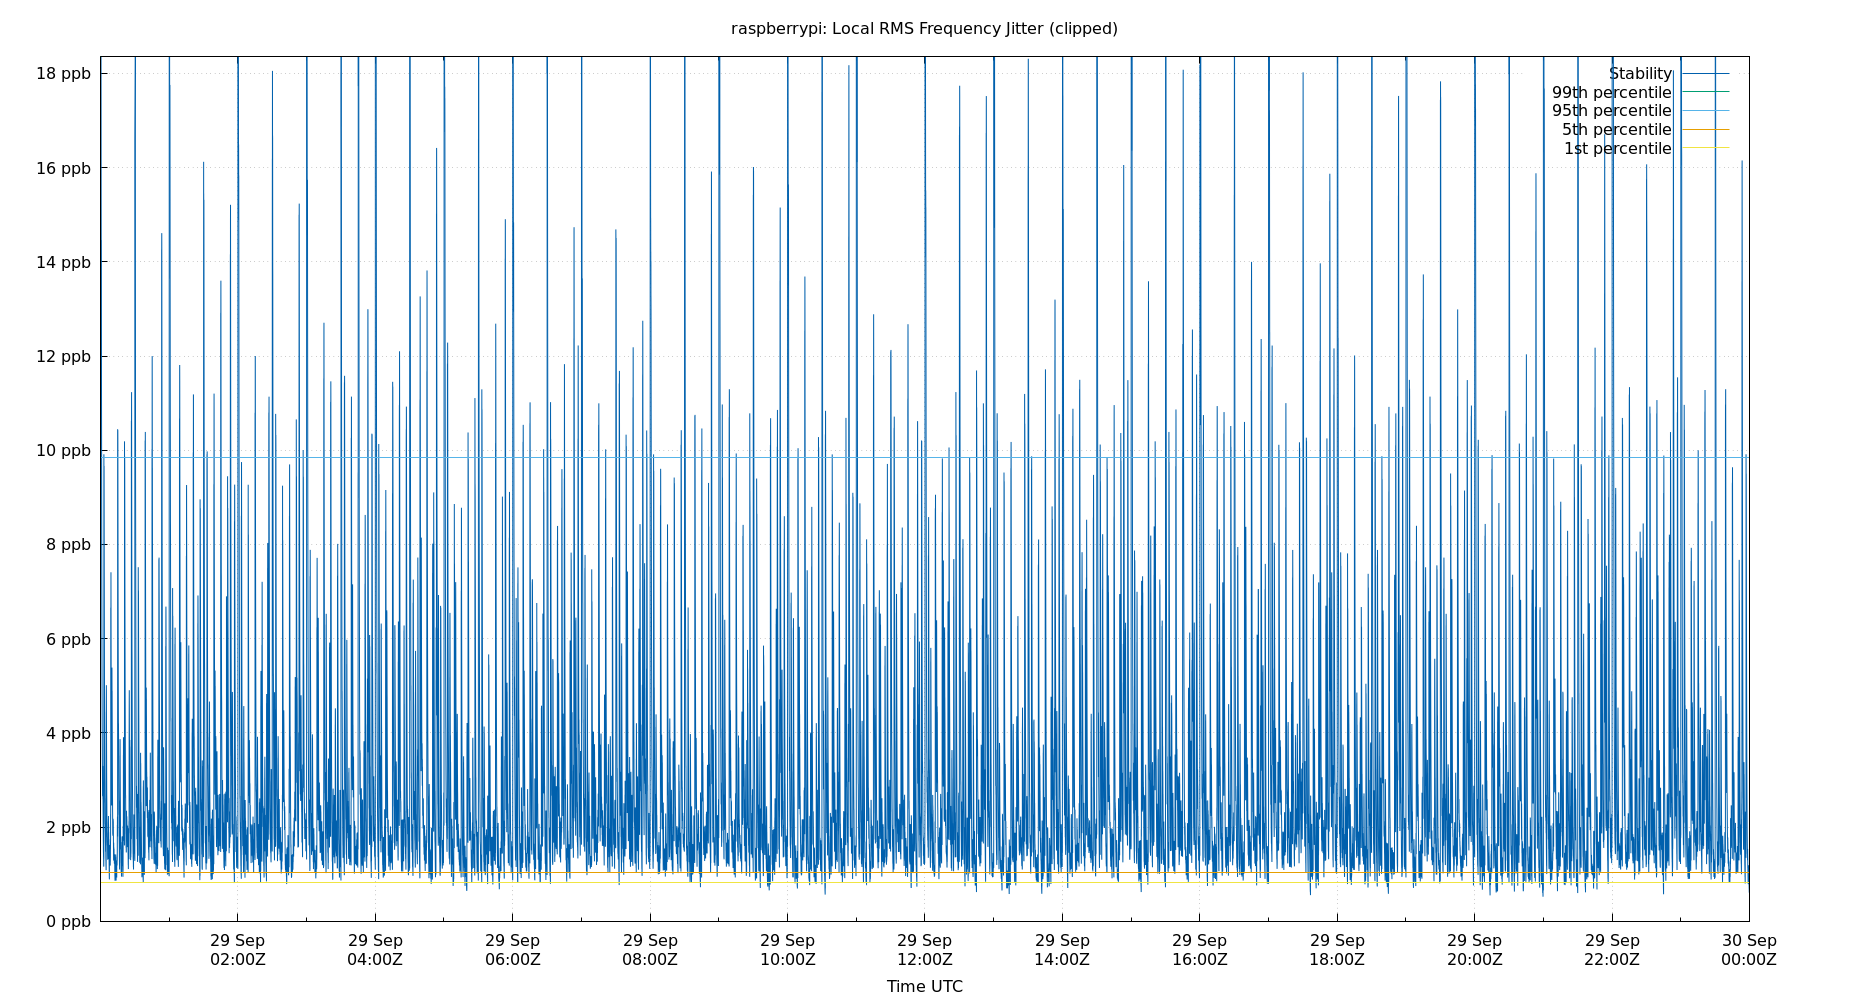 raspberrypi: Local RMS Frequency Jitter (clipped)
18 ppb
16 ppb
14 ppb
12 ppb
10 ppb
8 ppb
6 ppb
4 ppb
2 ppb
0 ppb
Stability
99th percentile
95th percentile
5th percentile
1st percentile
29 Sep 29 Sep 29 Sep 29 Sep 29 Sep 29 Sep 29 Sep 29 Sep 29 Sep 29 Sep 29 Sep 30 Sep
02:00Z 04:00Z 06:00Z 08:00Z 10:00Z 12:00Z 14:00Z 16:00Z 18:00Z 20:00Z 22:00Z 00:00Z
Time UTC